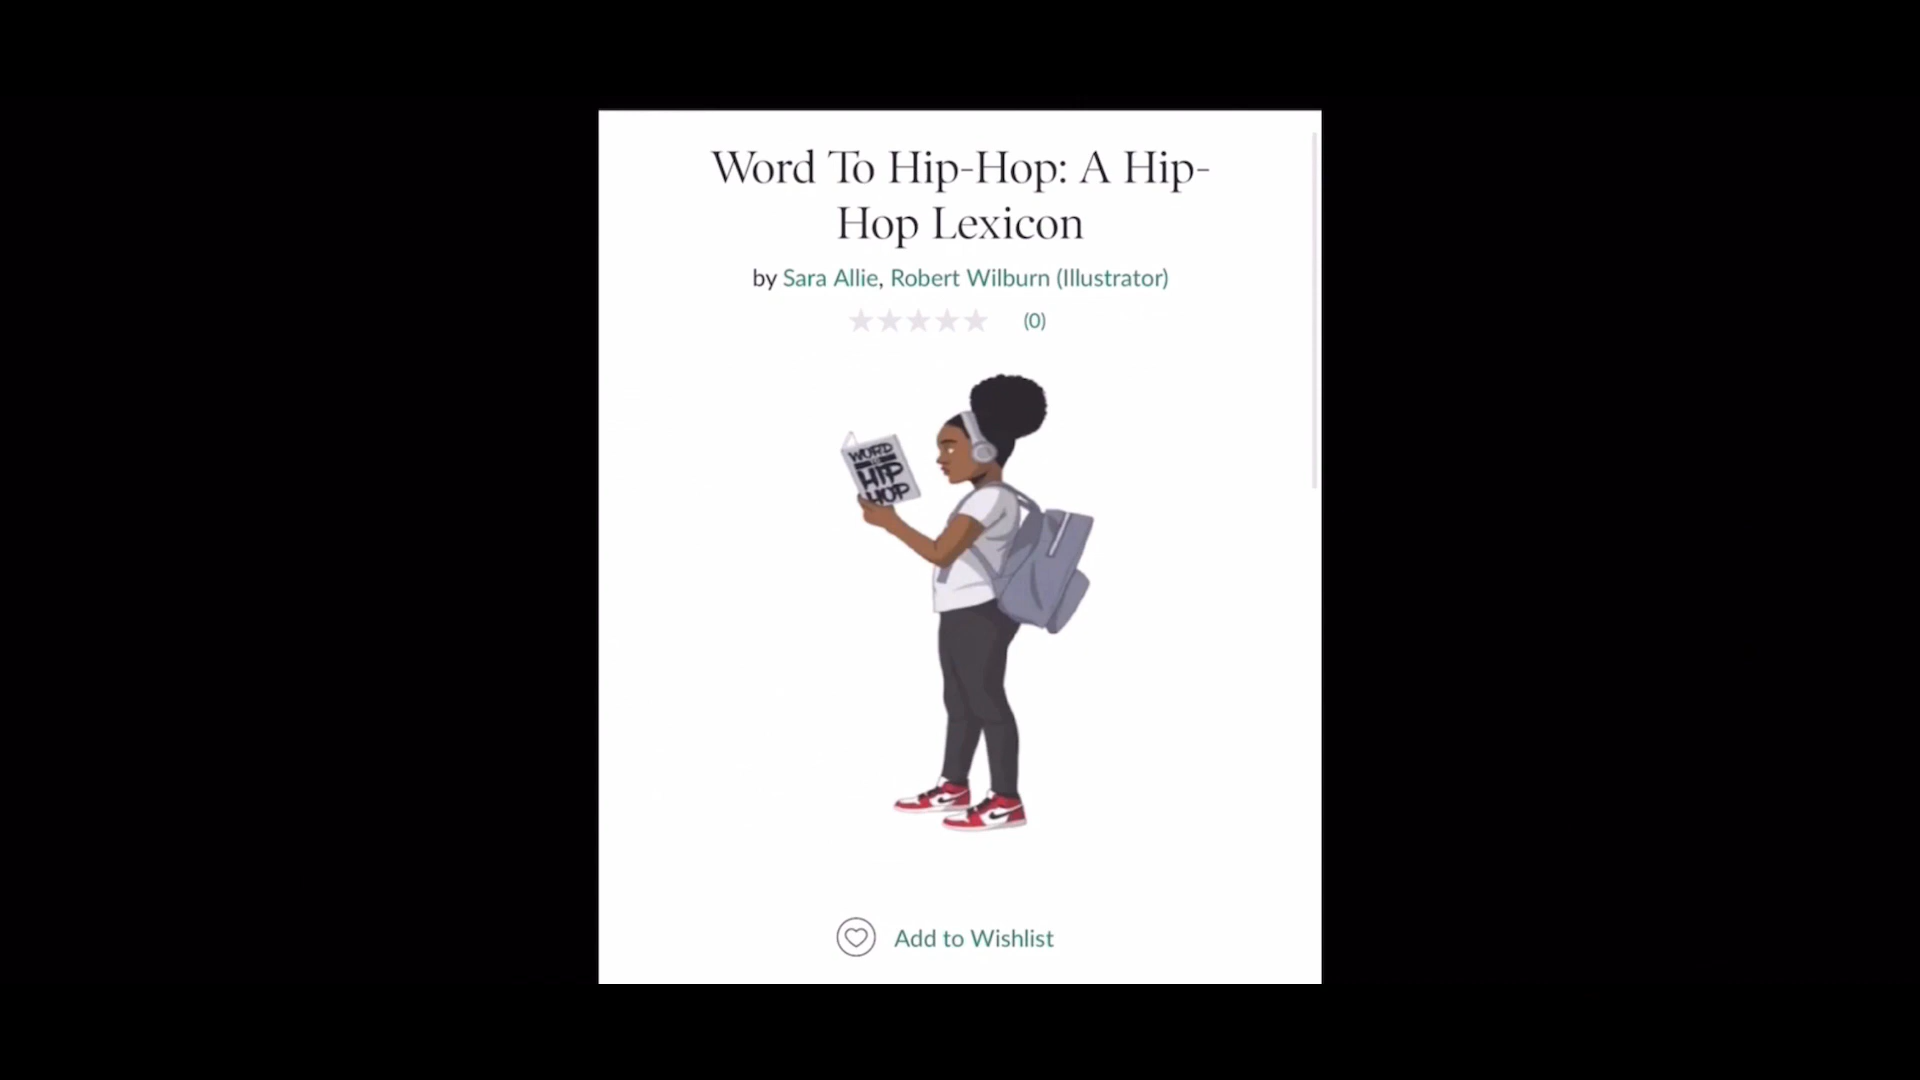 Word To Hip-Hop: A Hip-
Hop Lexicon
by Sara Allie, Robert Wilburn (Illustrator)
(0)
WORD
HIP
HOP
Add to Wishlist